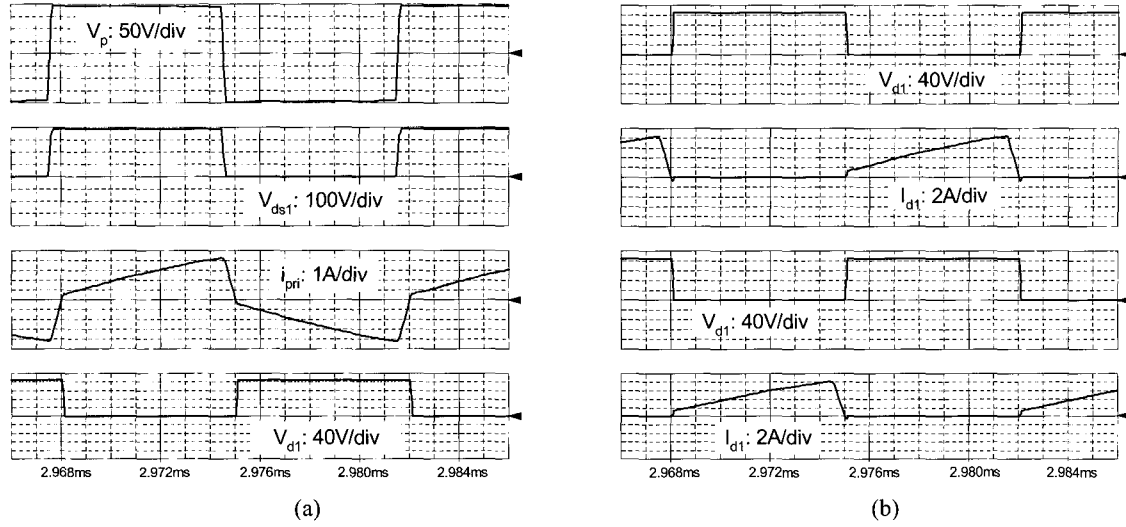 V_p: 50V/div
V_ds1: 100V/div
i_pri: 1A/div
V_d1: 40V/div
2.968ms 2.972ms 2.976ms 2.980ms 2.984ms
(a)
V_d1: 40V/div
I_d1: 2A/div
V_d1: 40V/div
I_d1: 2A/div
2.968ms 2.972ms 2.976ms 2.980ms 2.984ms
(b)